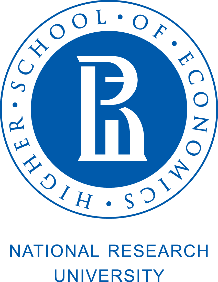 HIGHER · SCHOOL · OF · ECONOMICS ·
NATIONAL RESEARCH
UNIVERSITY